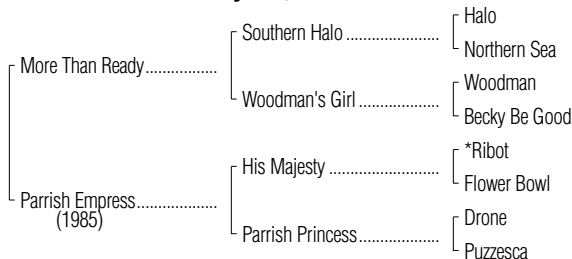 Halo
Southern Halo ....................
Northern Sea
More Than Ready.................
Woodman
Woodman's Girl ...................
Becky Be Good
*Ribot
His Majesty ........................
Flower Bowl
Parrish Empress.................
(1985)
Drone
Parrish Princess..................
Puzzesca